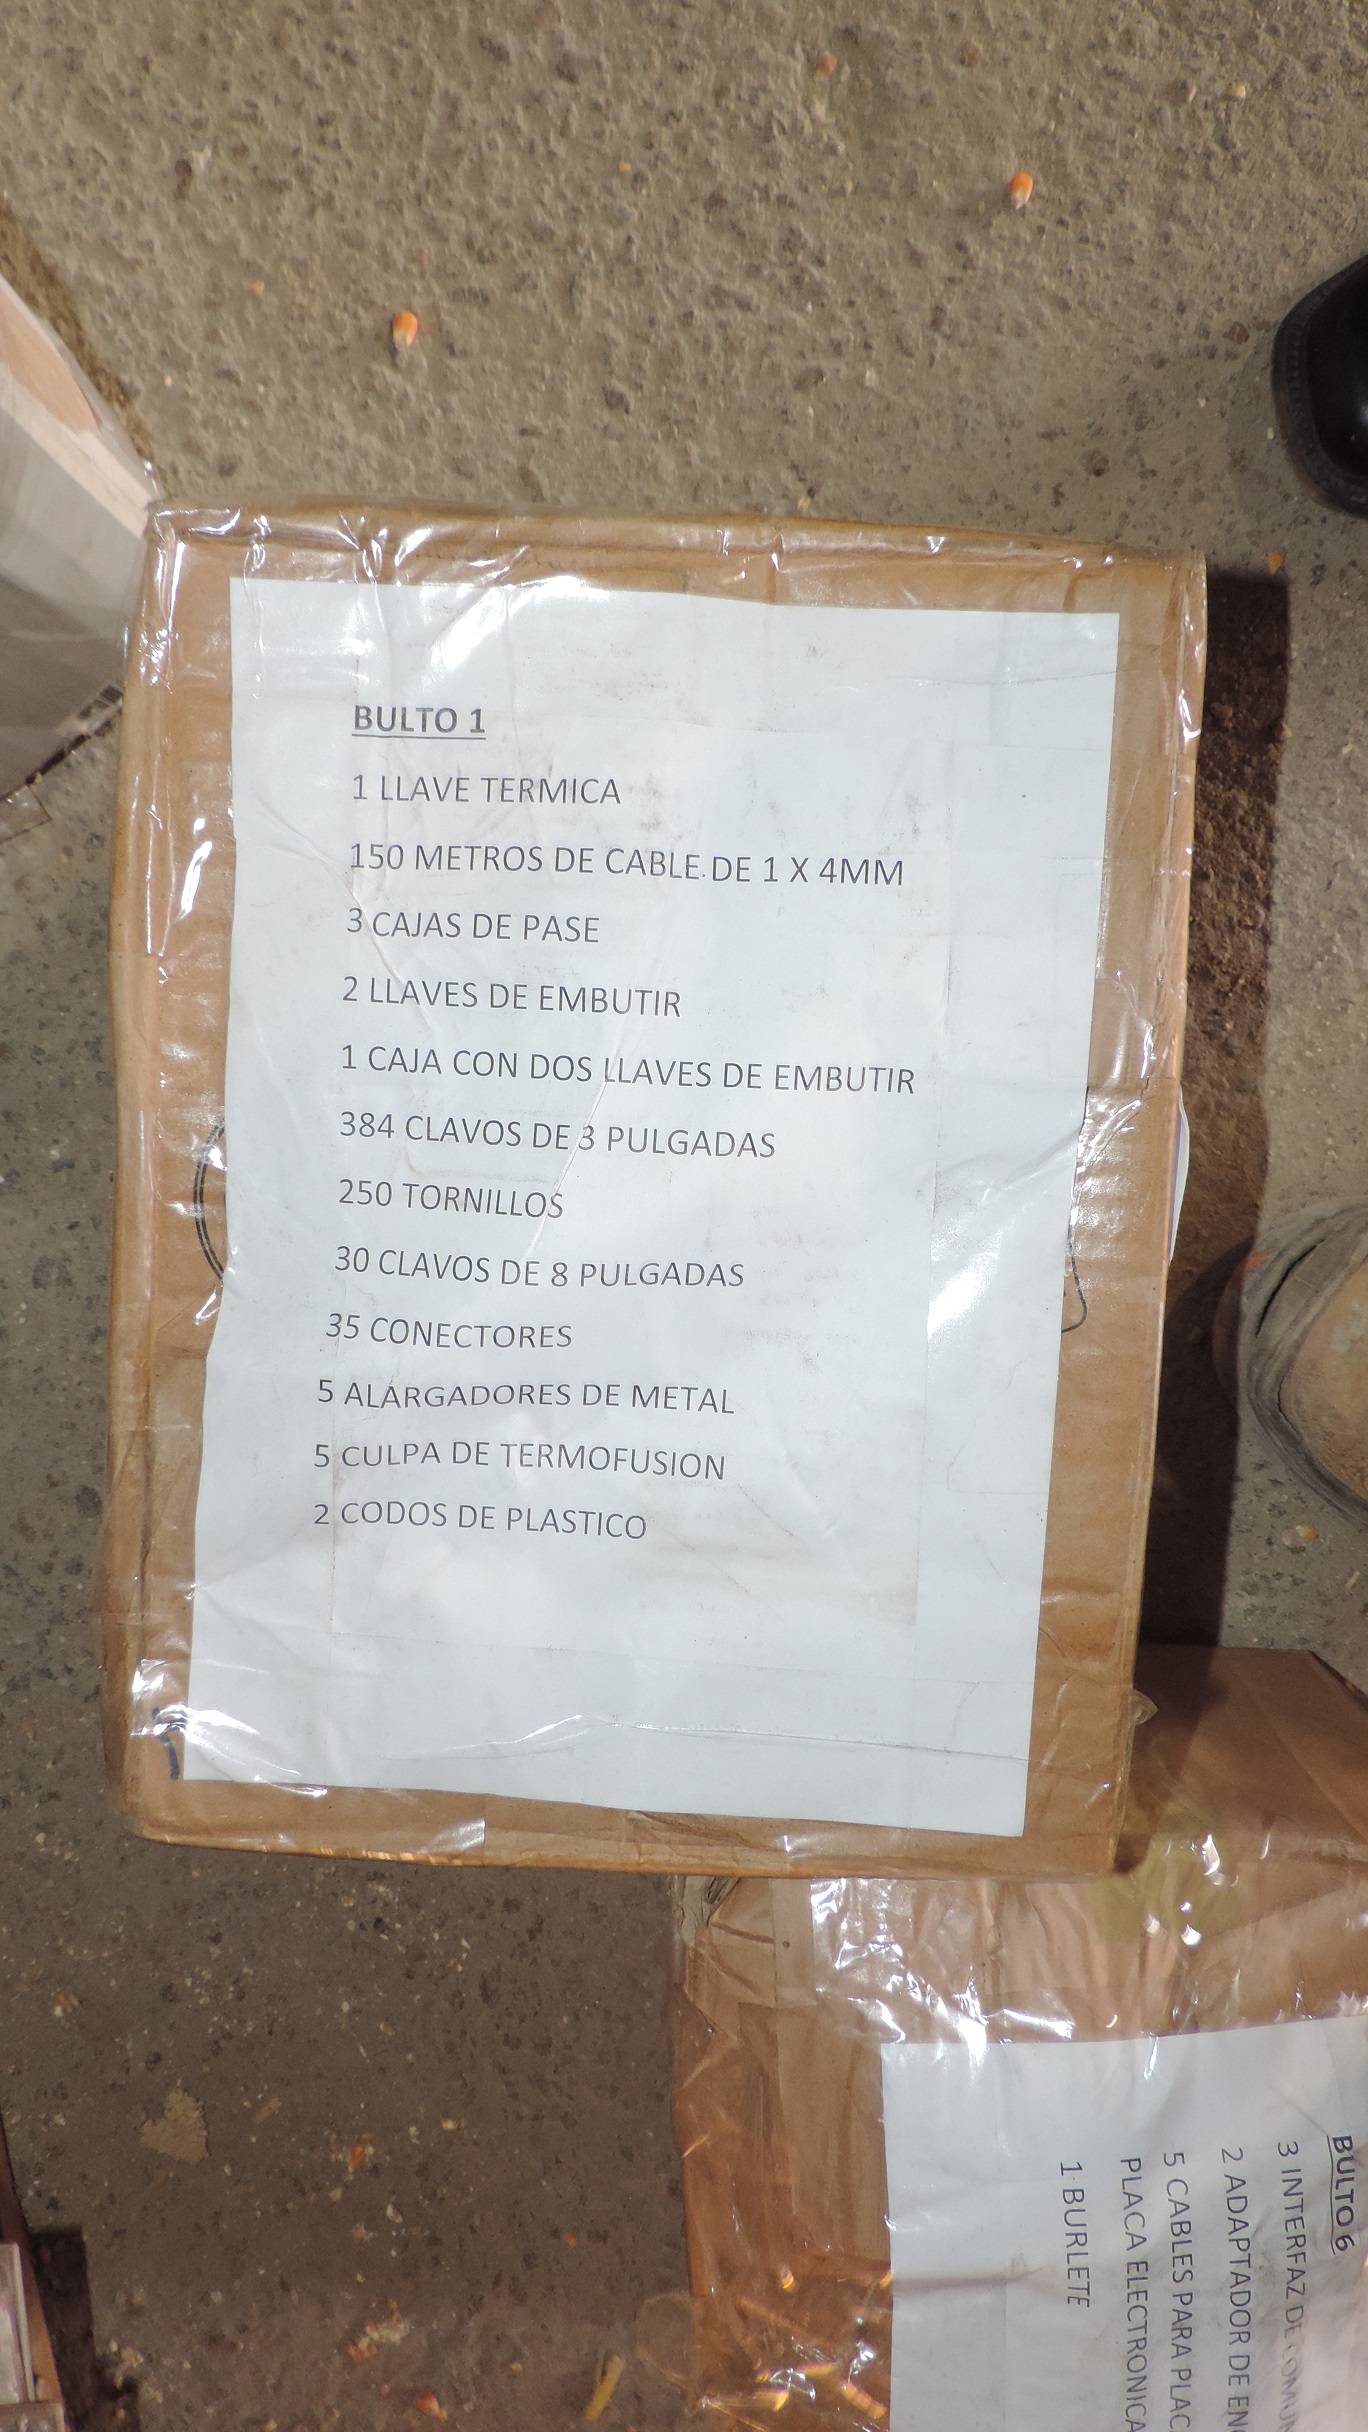 BULTO 1
1 LLAVE TERMICA
150 METROS DE CABLE DE 1 X 4MM
3 CAJAS DE PASE
2 LLAVES DE EMBUTIR
1 CAJA CON DOS LLAVES DE EMBUTIR
384 CLAVOS DE 3 PULGADAS
250 TORNILLOS
30 CLAVOS DE 8 PULGADAS
35 CONECTORES
5 ALARGADORES DE METAL
5 CULPA DE TERMOFUSION
2 CODOS DE PLASTICO
BULTO 6
3 INTERFAZ DE
2 ADAPTADOR DE
5 CABLES PARA
PLACA ELECTRONICA
1 BURLETE